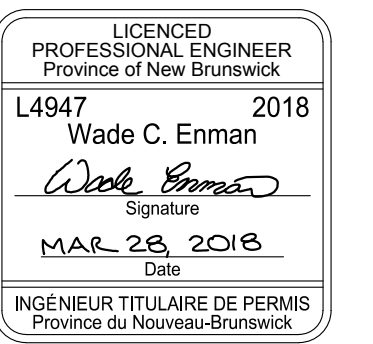 LICENCED
PROFESSIONAL ENGINEER
Province of New Brunswick
L4947 2018
Wade C. Enman
Wade Enman
Signature
MAR 28, 2018
Date
INGÉNIEUR TITULAIRE DE PERMIS
Province du Nouveau-Brunswick